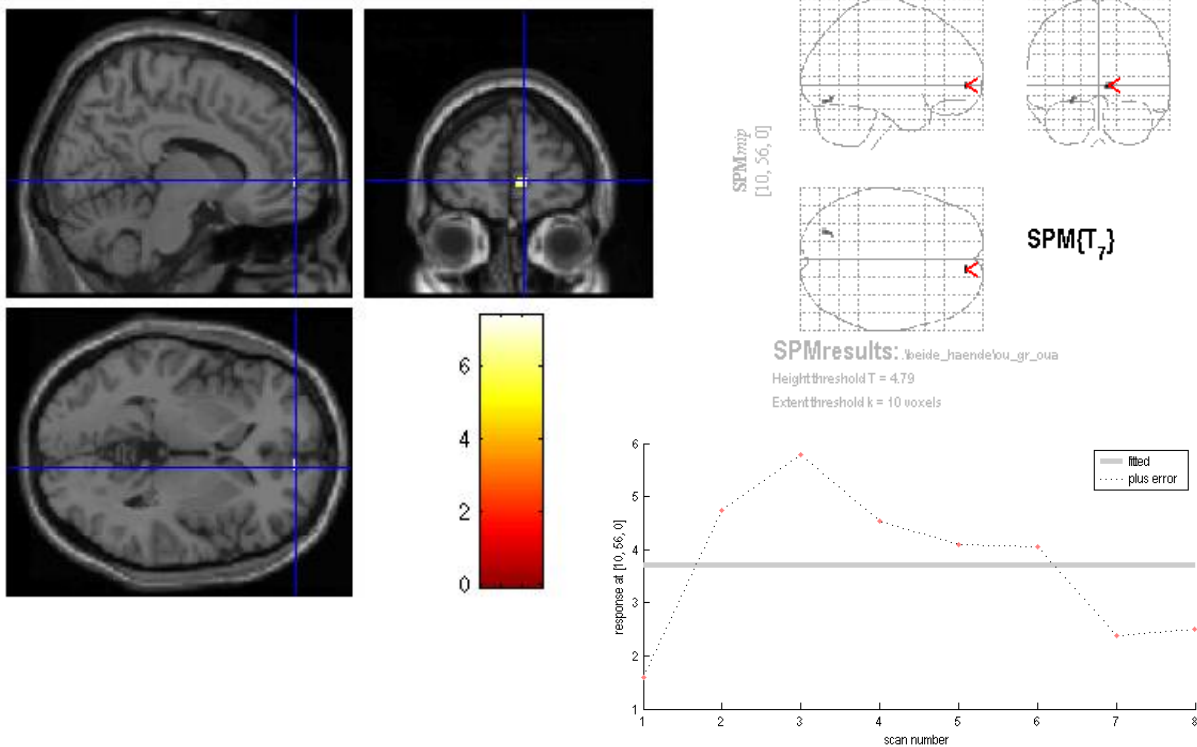 SPMmip
[10, 56, 0]
SPM{T7}
SPMresults: .\beide_haende\ou_gr_oua
Height threshold T = 4.79
Extent threshold k = 10 voxels
6
4
2
0
fitted
plus error
response at [10, 56, 0]
6
5
4
3
2
1
1 2 3 4 5 6 7 8
scan number